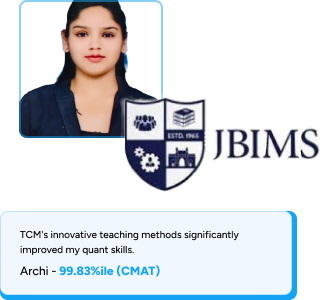 ESTD. 1965
JBIMS
TCM's innovative teaching methods significantly
improved my quant skills.
Archi - 99.83%ile (CMAT)